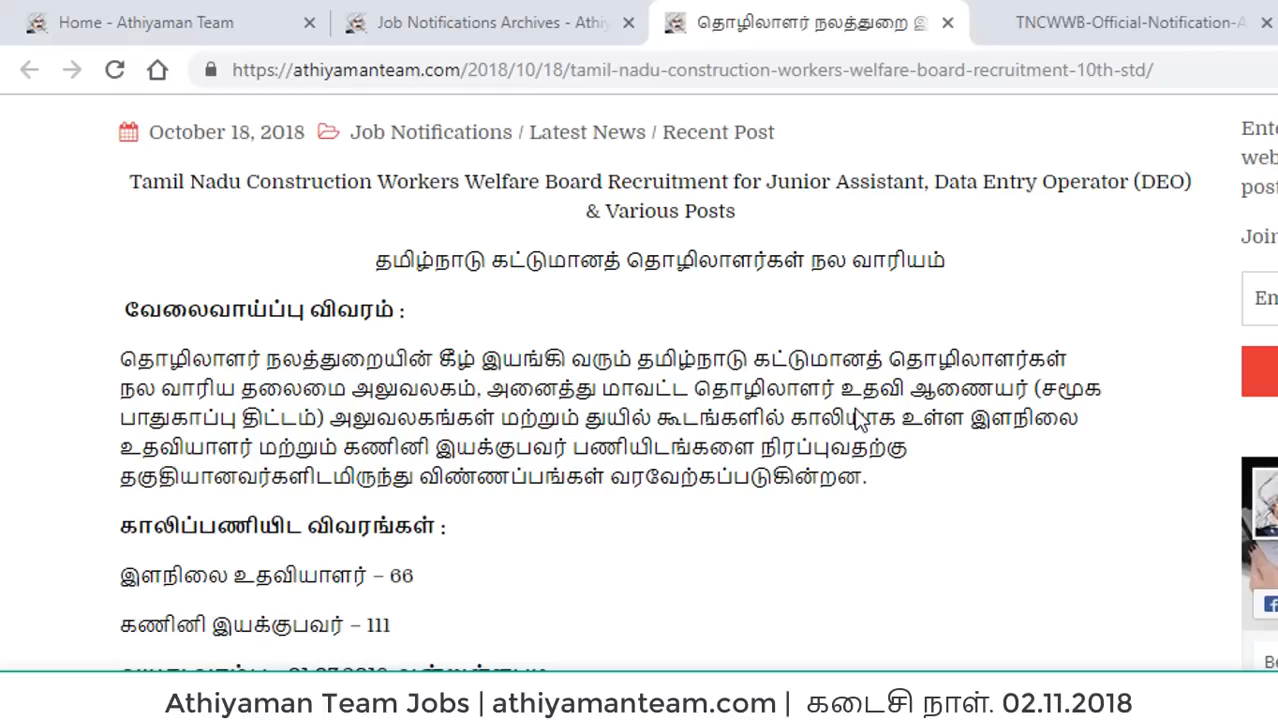 Home - Athiyaman Team
Job Notifications Archives - Athi
தொழிலாளர் நலத்துறை இ
TNCWWB-Official-Notification-A
https://athiyamanteam.com/2018/10/18/tamil-nadu-construction-workers-welfare-board-recruitment-10th-std/
October 18, 2018 Job Notifications / Latest News / Recent Post
Tamil Nadu Construction Workers Welfare Board Recruitment for Junior Assistant, Data Entry Operator (DEO)
& Various Posts
தமிழ்நாடு கட்டுமானத் தொழிலாளர்கள் நல வாரியம்
வேலைவாய்ப்பு விவரம் :
தொழிலாளர் நலத்துறையின் கீழ் இயங்கி வரும் தமிழ்நாடு கட்டுமானத் தொழிலாளர்கள்
நல வாரிய தலைமை அலுவலகம், அனைத்து மாவட்ட தொழிலாளர் உதவி ஆணையர் (சமூக
பாதுகாப்பு திட்டம்) அலுவலகங்கள் மற்றும் துயில் கூடங்களில் காலியாக உள்ள இளநிலை
உதவியாளர் மற்றும் கணினி இயக்குபவர் பணியிடங்களை நிரப்புவதற்கு
தகுதியானவர்களிடமிருந்து விண்ணப்பங்கள் வரவேற்கப்படுகின்றன.
காலிப்பணியிட விவரங்கள் :
இளநிலை உதவியாளர் – 66
கணினி இயக்குபவர் – 111
Ente
web
post
Join
Em
Be
Athiyaman Team Jobs | athiyamanteam.com | கடைசி நாள். 02.11.2018